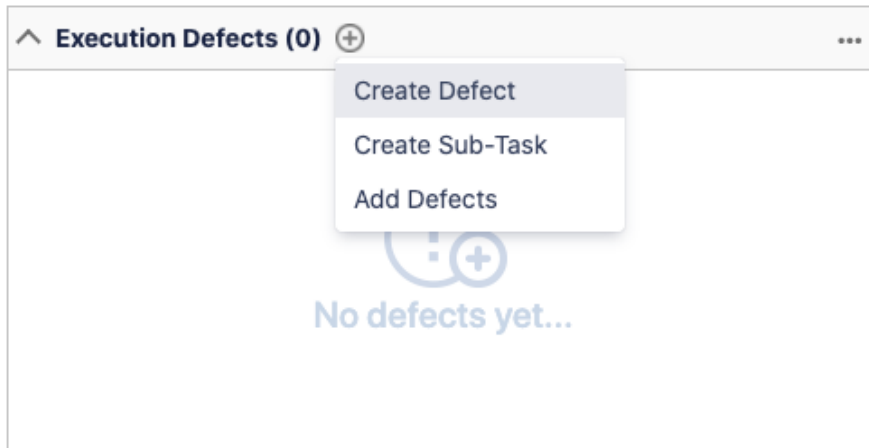 Execution Defects (0)
Create Defect
Create Sub-Task
Add Defects
No defects yet...